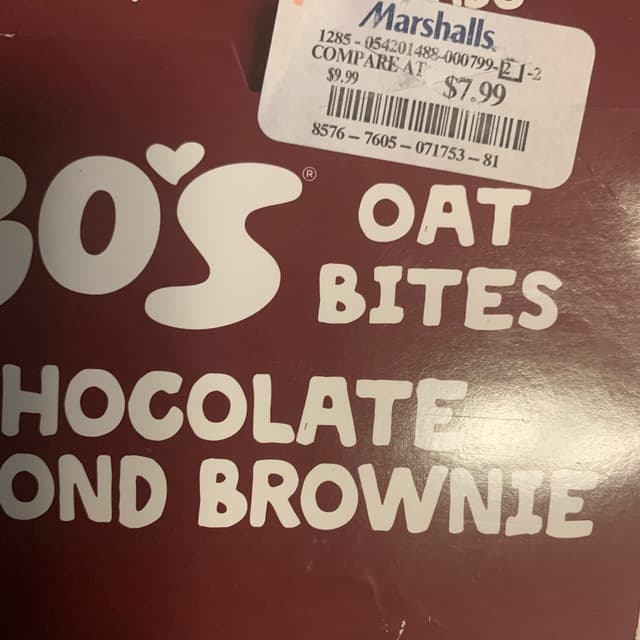 Marshalls
1285 - 054201488-000799-2 -2
COMPARE AT
$9.99
$7.99
8576 – 7605 – 071753 – 81
BO'S ® OAT
BITES
HOCOLATE
OND BROWNIE